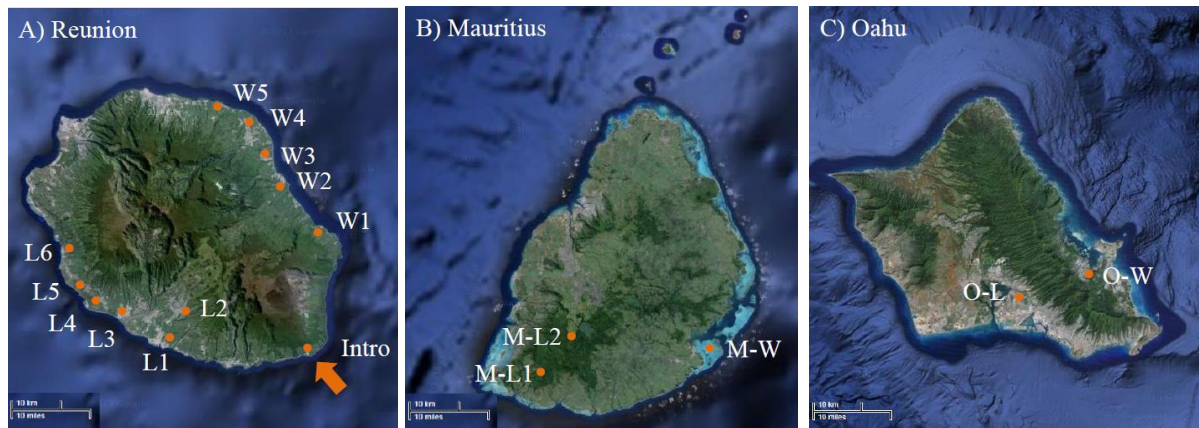 A) Reunion
W5
W4
W3
W2
W1
L6
L5
L4
L3
L2
L1
Intro
10 km
10 miles
B) Mauritius
M-L2
M-W
M-L1
10 km
10 miles
C) Oahu
O-W
O-L
10 km
10 miles